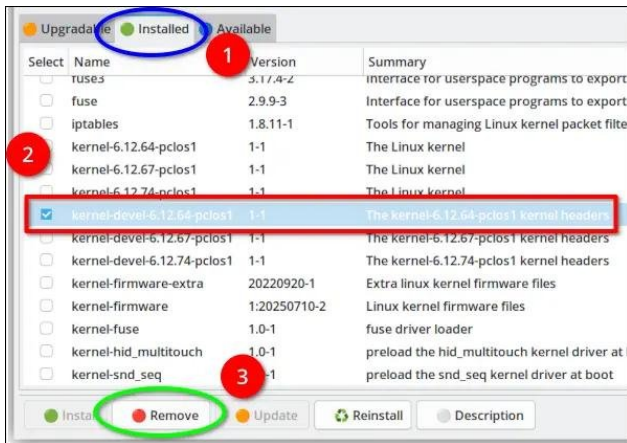 Upgradable Installed Available
1
Select Name Version Summary
fuse3 3.17.4-2 Interface for userspace programs to export
fuse 2.9.9-3 Interface for userspace programs to export
iptables 1.8.11-1 Tools for managing Linux kernel packet filte
2
kernel-6.12.64-pclos1 1-1 The Linux kernel
kernel-6.12.67-pclos1 1-1 The Linux kernel
kernel-6.12.74-pclos1 1-1 The Linux kernel
kernel-devel-6.12.64-pclos1 1-1 The kernel-6.12.64-pclos1 kernel headers
kernel-devel-6.12.67-pclos1 1-1 The kernel-6.12.67-pclos1 kernel headers
kernel-devel-6.12.74-pclos1 1-1 The kernel-6.12.74-pclos1 kernel headers
kernel-firmware-extra 20220920-1 Extra linux kernel firmware files
kernel-firmware 1:20250710-2 Linux kernel firmware files
kernel-fuse 1.0-1 fuse driver loader
kernel-hid_multitouch 1.0-1 preload the hid_multitouch kernel driver at
kernel-snd_seq -1 preload the snd_seq kernel driver at boot
3
Instal Remove Update Reinstall Description